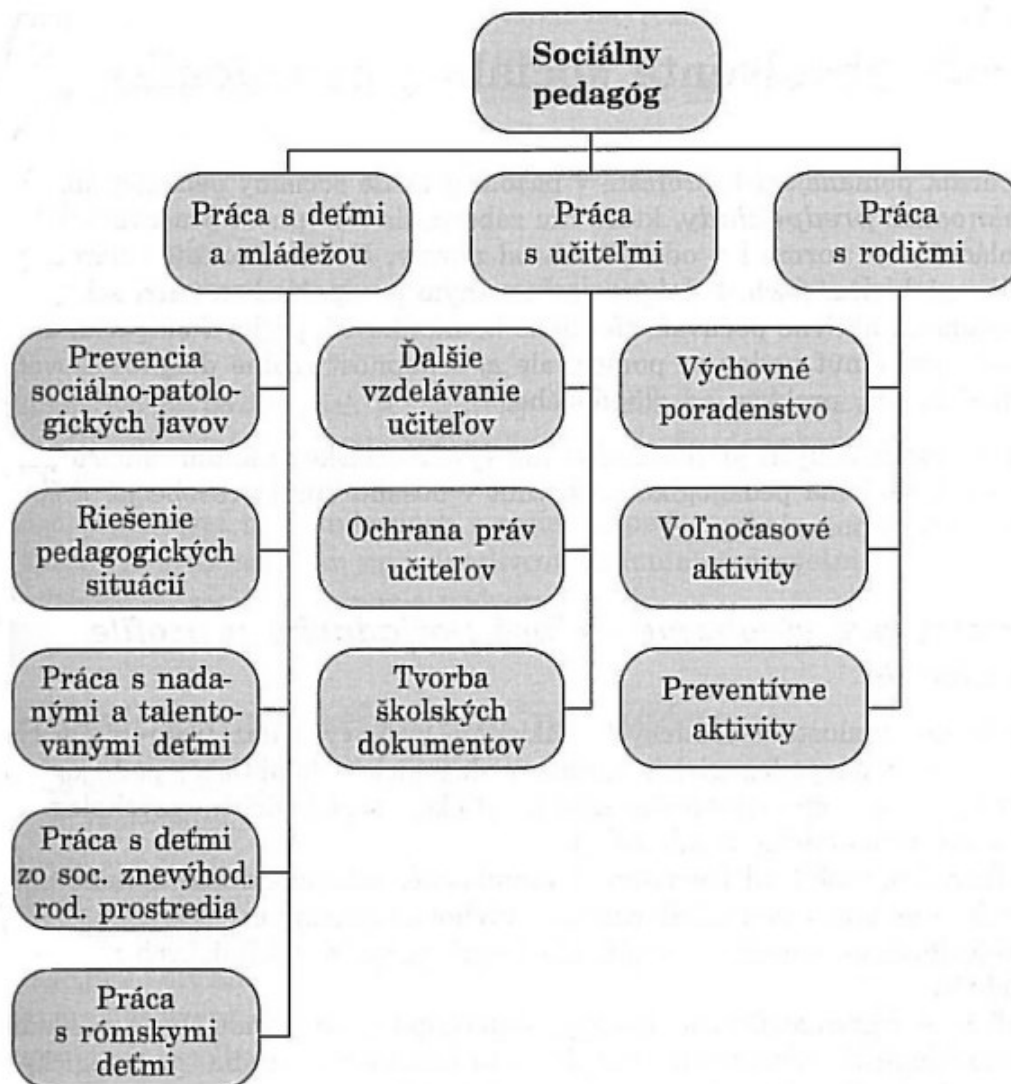 Sociálny
pedagóg
Práca s deťmi
a mládežou
Práca
s učiteľmi
Práca
s rodičmi
Prevencia
sociálno-patolo-
gických javov
Ďalšie
vzdelávanie
učiteľov
Výchovné
poradenstvo
Riešenie
pedagogických
situácií
Ochrana práv
učiteľov
Voľnočasové
aktivity
Práca s nada-
nými a talento-
vanými deťmi
Tvorba
školských
dokumentov
Preventívne
aktivity
Práca s deťmi
zo soc. znevýhod.
rod. prostredia
Práca
s rómskymi
deťmi